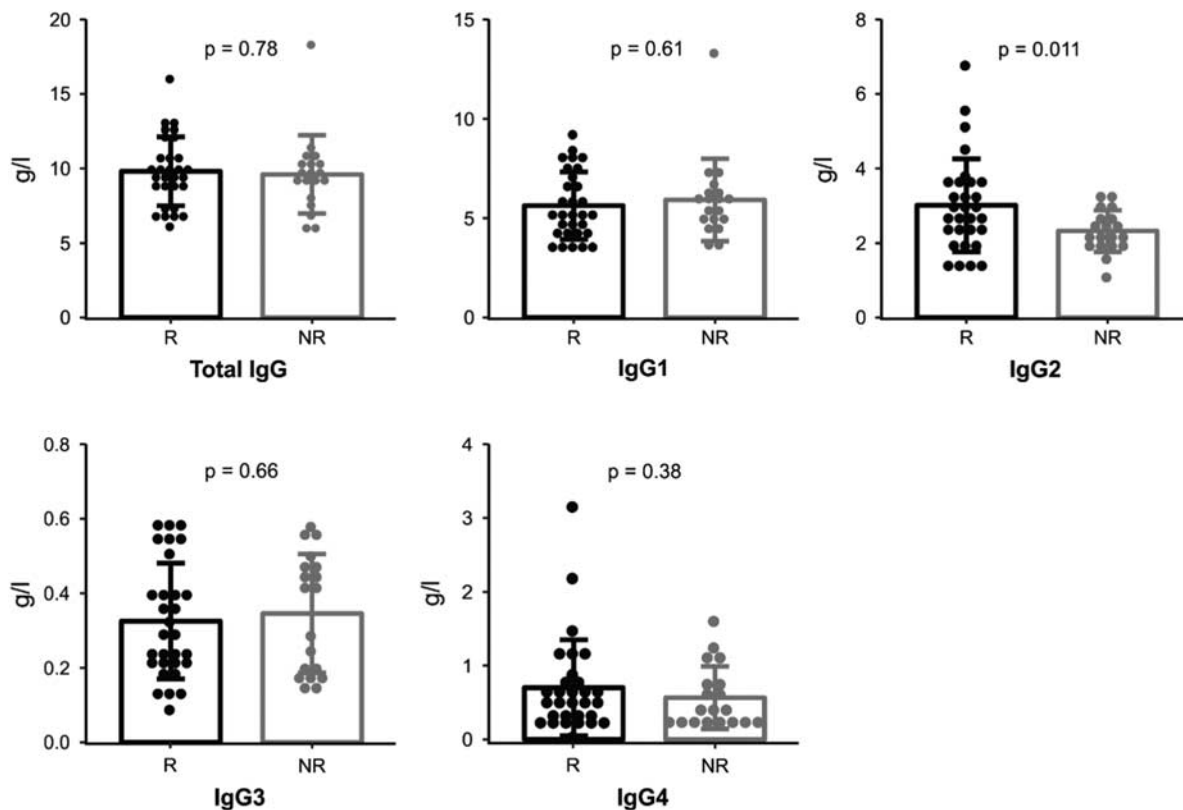 20
15
10
5
0
g/l
p = 0.78
R NR
Total IgG
15
10
5
0
g/l
p = 0.61
R NR
IgG1
8
6
4
2
0
g/l
p = 0.011
R NR
IgG2
0.8
0.6
0.4
0.2
0.0
g/l
p = 0.66
R NR
IgG3
4
3
2
1
0
g/l
p = 0.38
R NR
IgG4